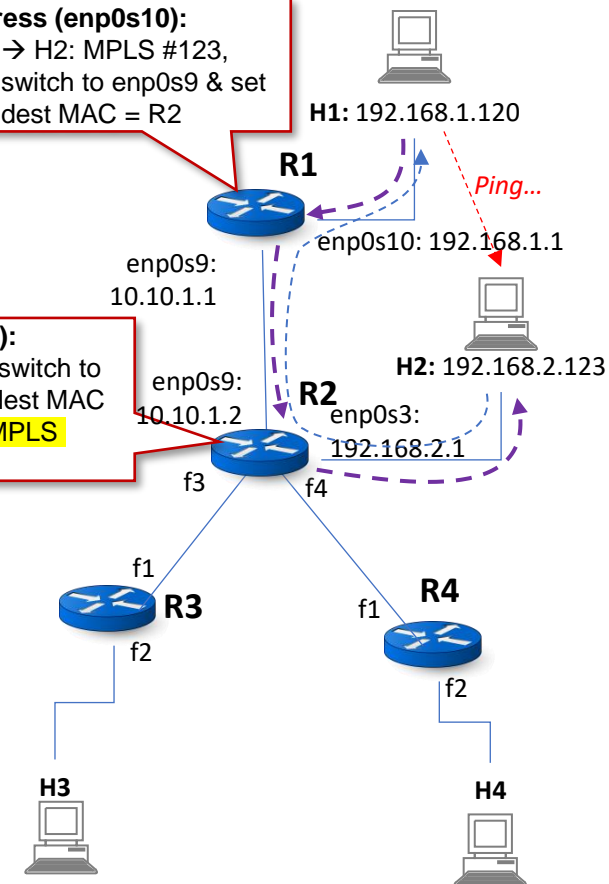 ress (enp0s10):
→ H2: MPLS #123,
switch to enp0s9 & set
dest MAC = R2
H1: 192.168.1.120
R1
Ping...
enp0s10: 192.168.1.1
enp0s9:
10.10.1.1
):
switch to
dest MAC
MPLS
H2: 192.168.2.123
enp0s9:
10.10.1.2
R2
enp0s3:
192.168.2.1
f3
f4
f1
R3
f2
f1
R4
f2
H3
H4